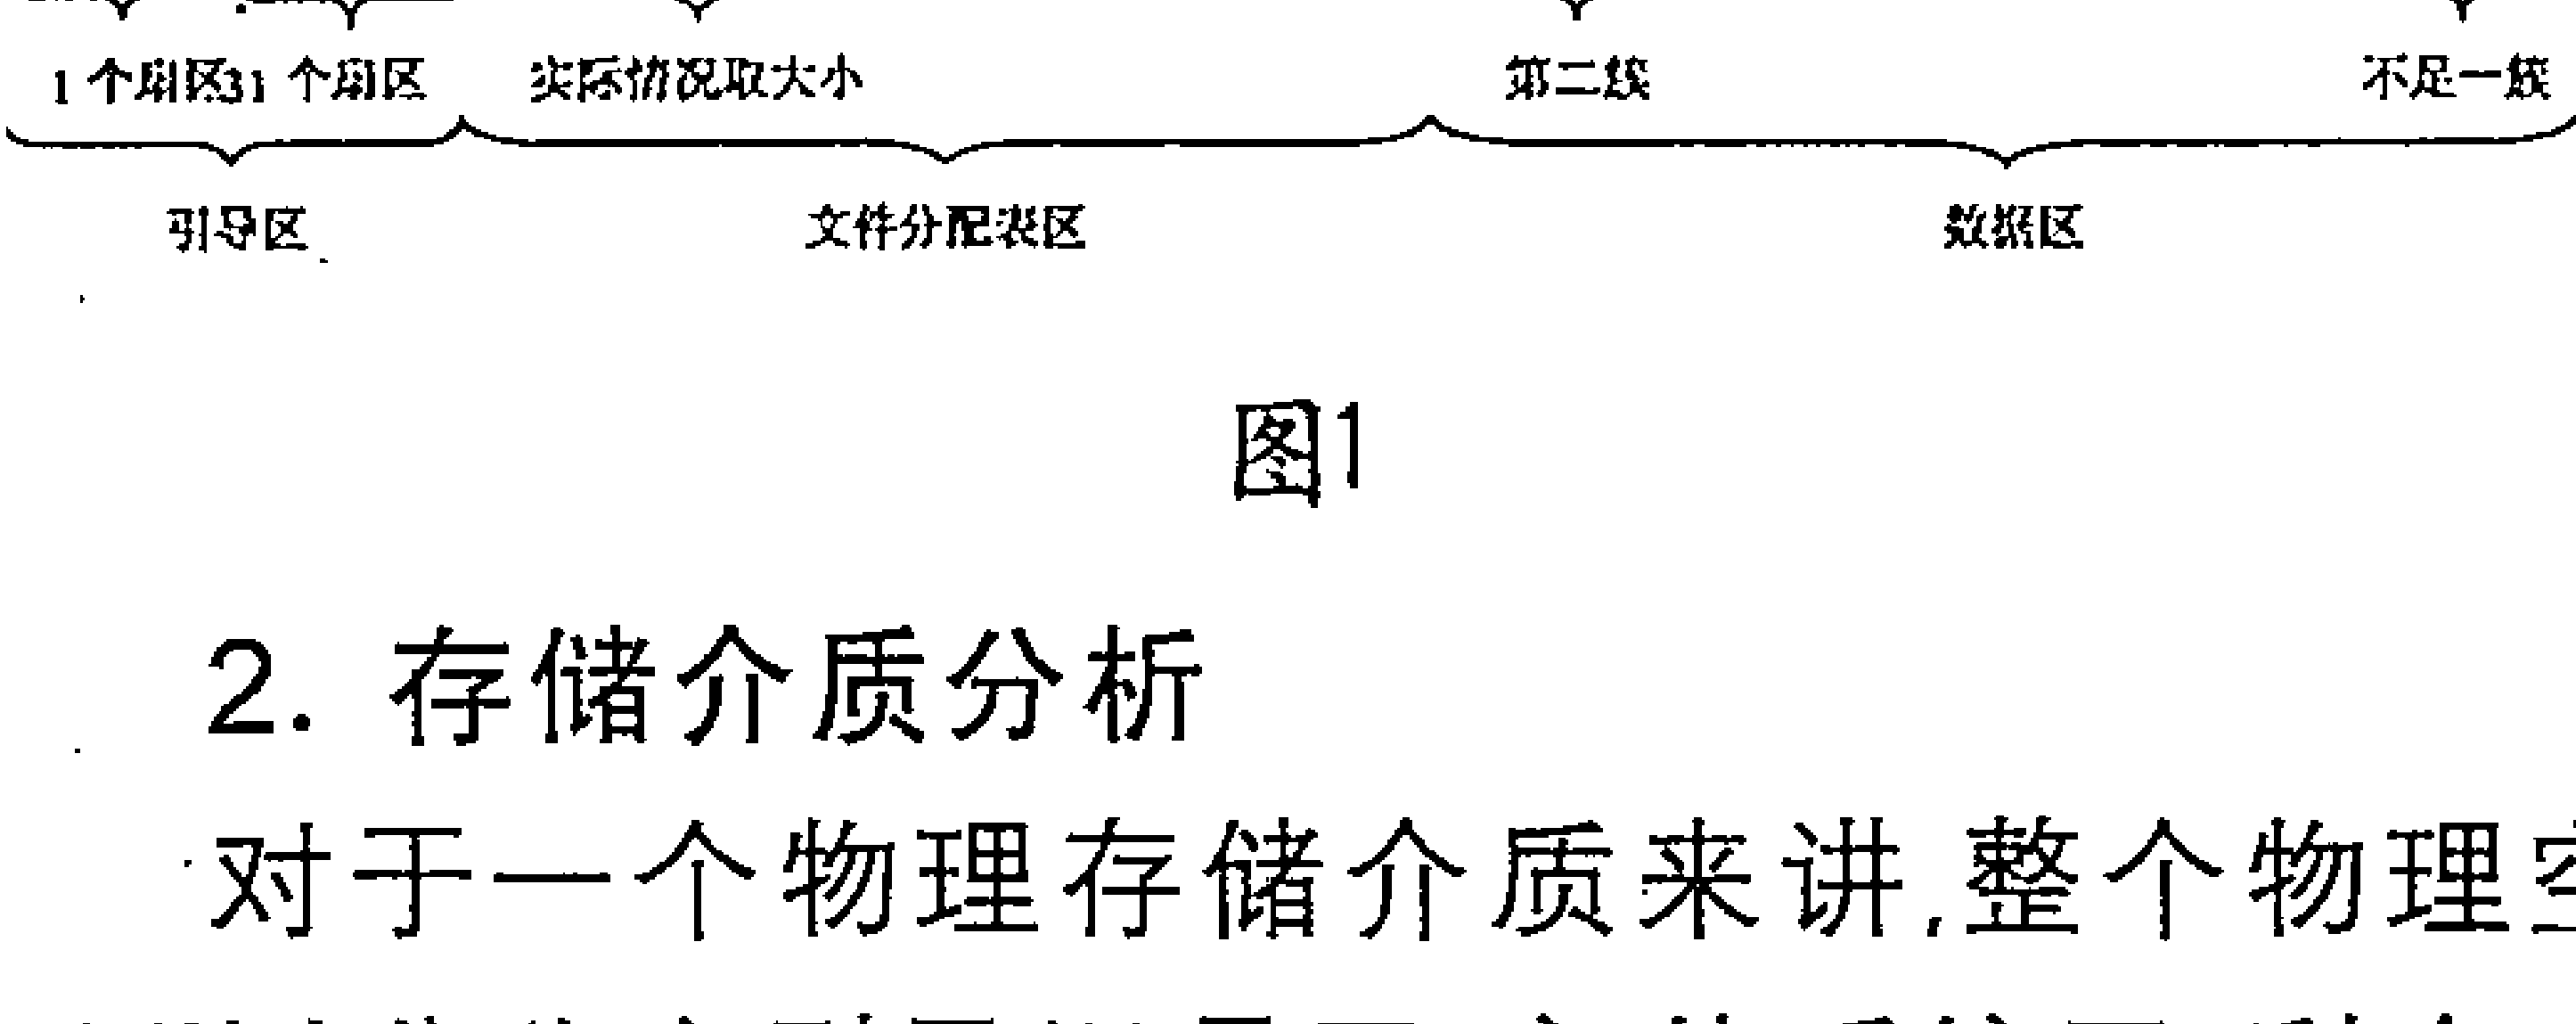 1 个扇区31 个扇区 实际情况取大小 第二簇 不足一簇
引导区 文件分配表区 数据区
图1
2. 存储介质分析
对于一个物理存储介质来讲,整个物理